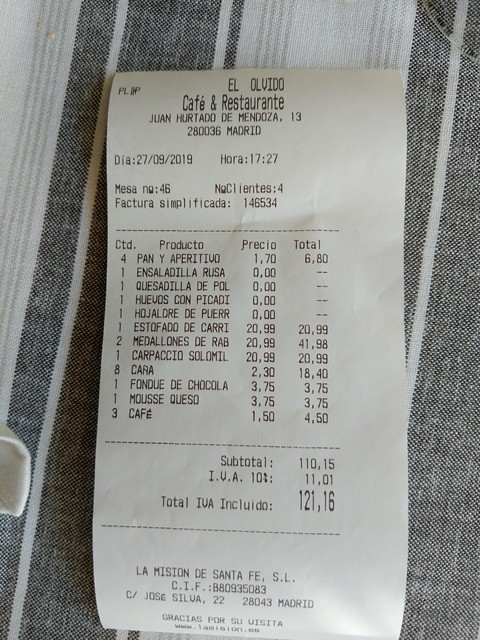 EL OLVIDO
Café & Restaurante
JUAN HURTADO DE MENDOZA, 13
280036 MADRID
Día:27/09/2019 Hora:17:27
Mesa nº:46 NºClientes:4
Factura simplificada: 146534
Ctd. Producto Precio Total
4 PAN Y APERITIVO 1,70 6,80
1 ENSALADILLA RUSA 0,00 --
1 QUESADILLA DE POL 0,00 --
1 HUEVOS CON PICADI 0,00 --
1 HOJALDRE DE PUERR 0,00 --
1 ESTOFADO DE CARRI 20,99 20,99
2 MEDALLONES DE RAB 20,99 41,98
1 CARPACCIO SOLOMIL 20,99 20,99
8 CAÑA 2,30 18,40
1 FONDUE DE CHOCOLA 3,75 3,75
1 MOUSSE QUESO 3,75 3,75
3 CAFÉ 1,50 4,50
Subtotal: 110,15
I.V.A. 10%: 11,01
Total IVA Incluido: 121,16
LA MISION DE SANTA FE, S.L.
C.I.F.:B80935083
C/ JOSÉ SILVA, 22 28043 MADRID
GRACIAS POR SU VISITA
www.lamision.es